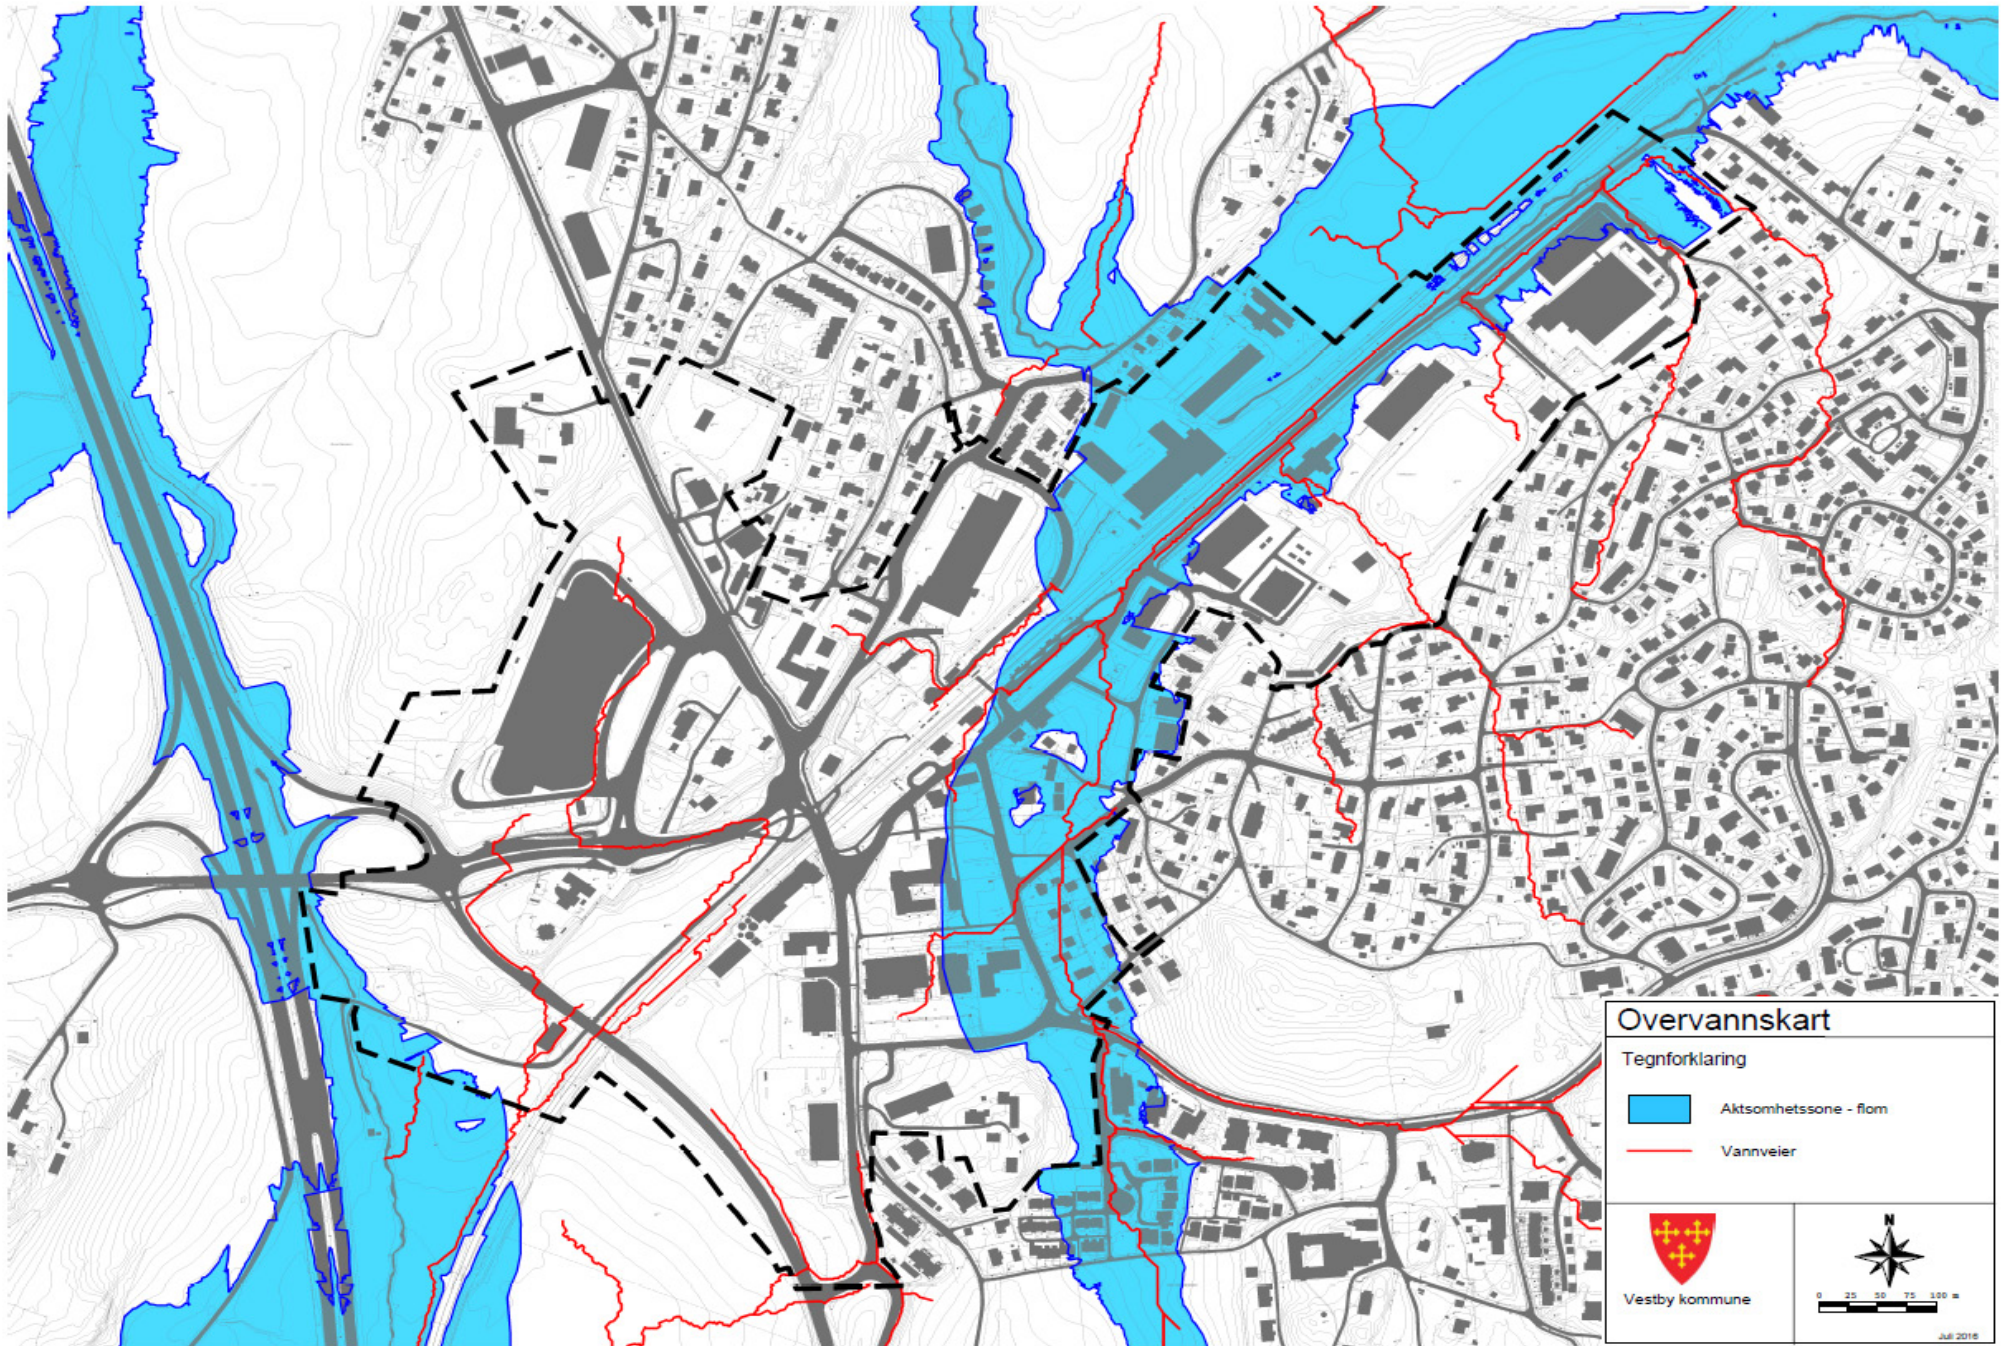 Overvannskart
Tegnforklaring
Aktsomhetssone - flom
Vannveier
Vestby kommune
N
0 25 50 75 100 m
Juli 2016